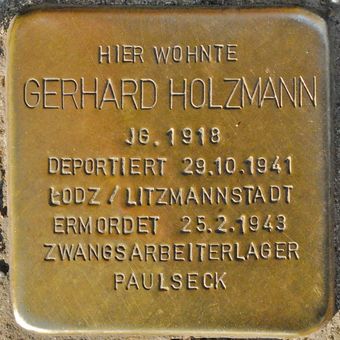 HIER WOHNTE
GERHARD HOLZMANN
JG. 1918
DEPORTIERT 29.10.1941
ŁODZ / LITZMANNSTADT
ERMORDET 25.2.1943
ZWANGSARBEITERLAGER
PAULSECK